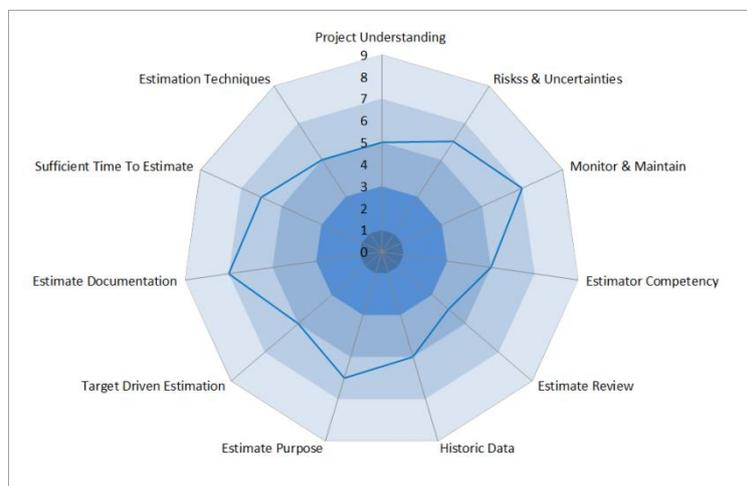 Project Understanding
9
8
7
6
5
4
3
2
1
0
Riskss & Uncertainties
Monitor & Maintain
Estimator Competency
Estimate Review
Historic Data
Estimate Purpose
Target Driven Estimation
Estimate Documentation
Sufficient Time To Estimate
Estimation Techniques